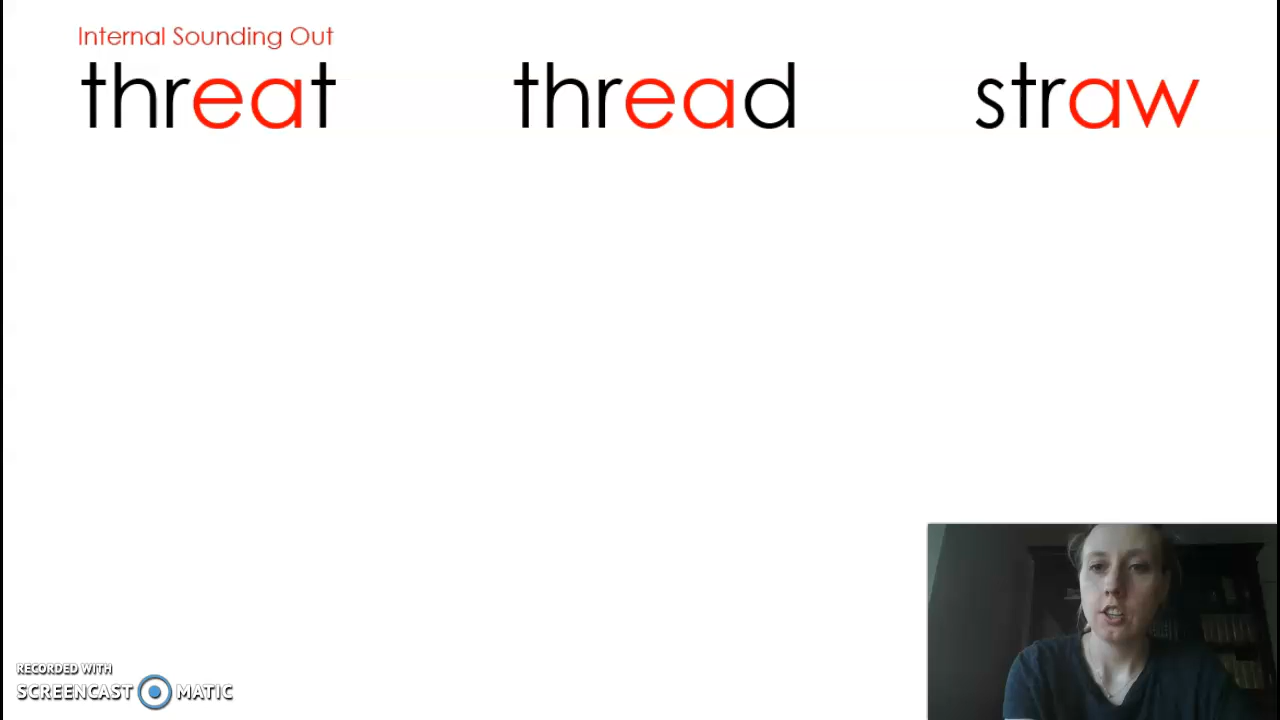 Internal Sounding Out
threat thread straw
RECORDED WITH
SCREENCAST MATIC